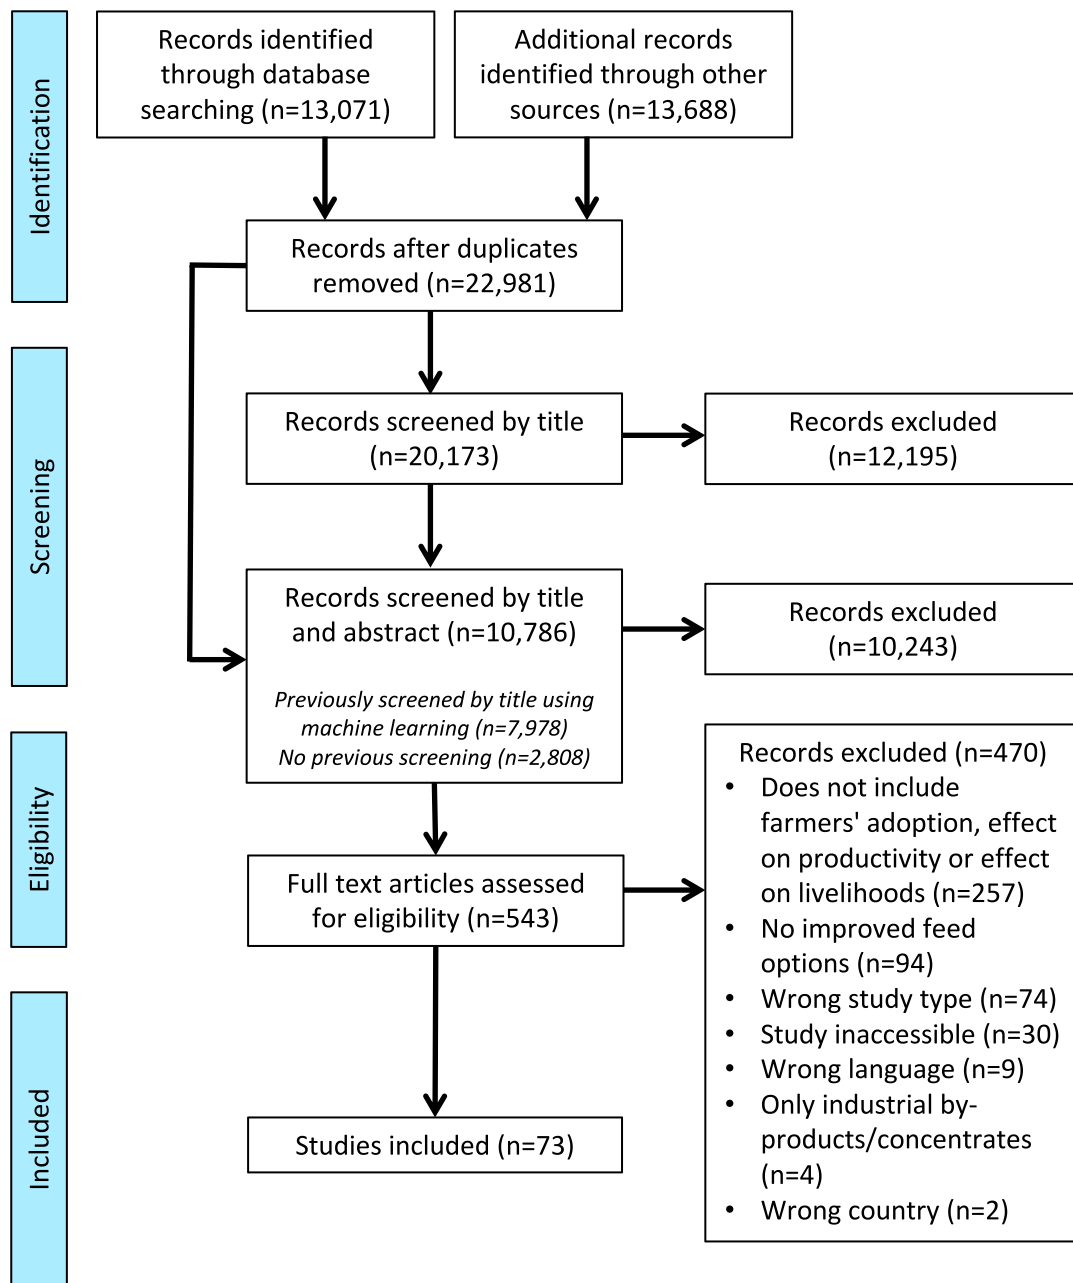 Identification
Records identified
through database
searching (n=13,071)
Additional records
identified through other
sources (n=13,688)
Records after duplicates
removed (n=22,981)
Screening
Records screened by title
(n=20,173)
Records excluded
(n=12,195)
Records screened by title
and abstract (n=10,786)
Previously screened by title using
machine learning (n=7,978)
No previous screening (n=2,808)
Records excluded
(n=10,243)
Eligibility
Full text articles assessed
for eligibility (n=543)
Records excluded (n=470)
• Does not include
farmers' adoption, effect
on productivity or effect
on livelihoods (n=257)
• No improved feed
options (n=94)
• Wrong study type (n=74)
• Study inaccessible (n=30)
• Wrong language (n=9)
• Only industrial by-
products/concentrates
(n=4)
• Wrong country (n=2)
Included
Studies included (n=73)